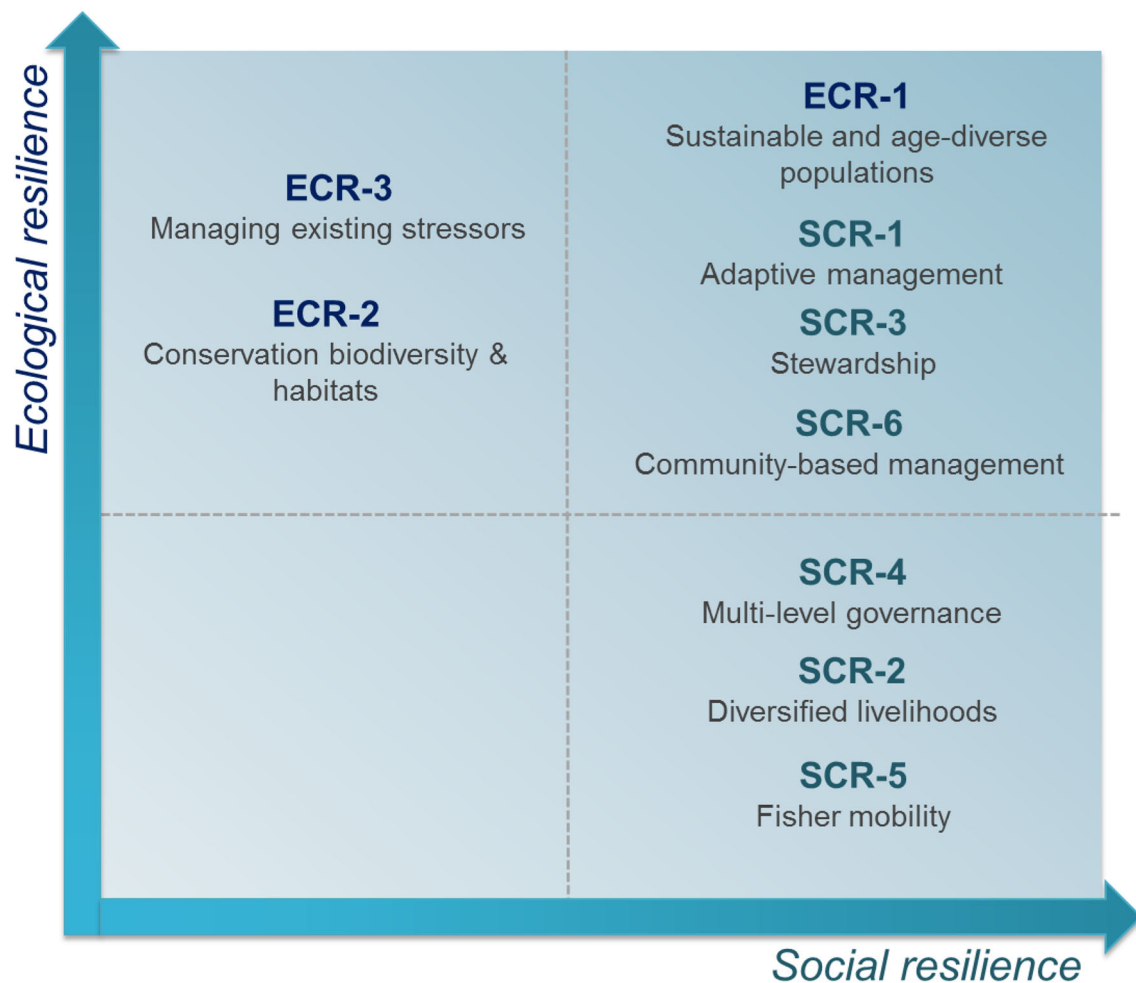 Ecological resilience
ECR-3
Managing existing stressors
ECR-2
Conservation biodiversity &
habitats
ECR-1
Sustainable and age-diverse
populations
SCR-1
Adaptive management
SCR-3
Stewardship
SCR-6
Community-based management
SCR-4
Multi-level governance
SCR-2
Diversified livelihoods
SCR-5
Fisher mobility
Social resilience